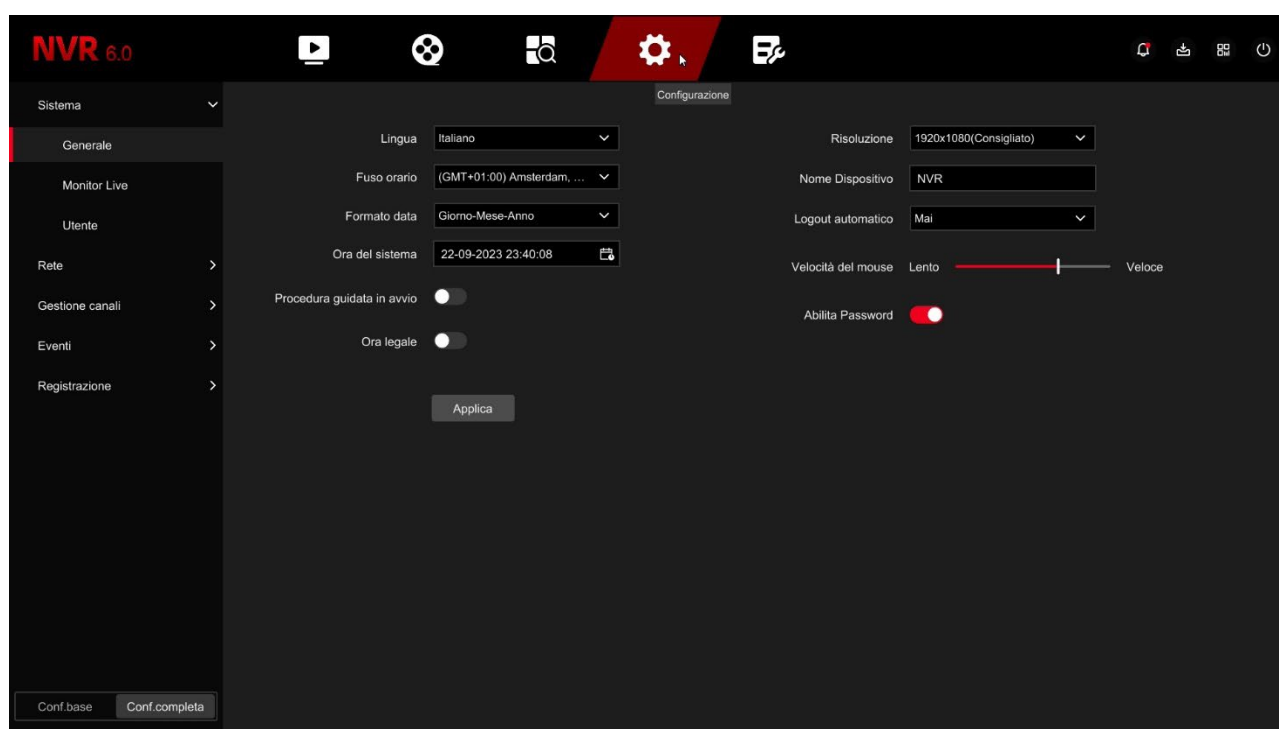 NVR 6.0
Configurazione
Sistema
Generale
Monitor Live
Utente
Rete
Gestione canali
Eventi
Registrazione
Conf.base
Conf.completa
Lingua Italiano
Fuso orario (GMT+01:00) Amsterdam, ...
Formato data Giorno-Mese-Anno
Ora del sistema 22-09-2023 23:40:08
Procedura guidata in avvio
Ora legale
Applica
Risoluzione 1920x1080(Consigliato)
Nome Dispositivo NVR
Logout automatico Mai
Velocità del mouse Lento Veloce
Abilita Password